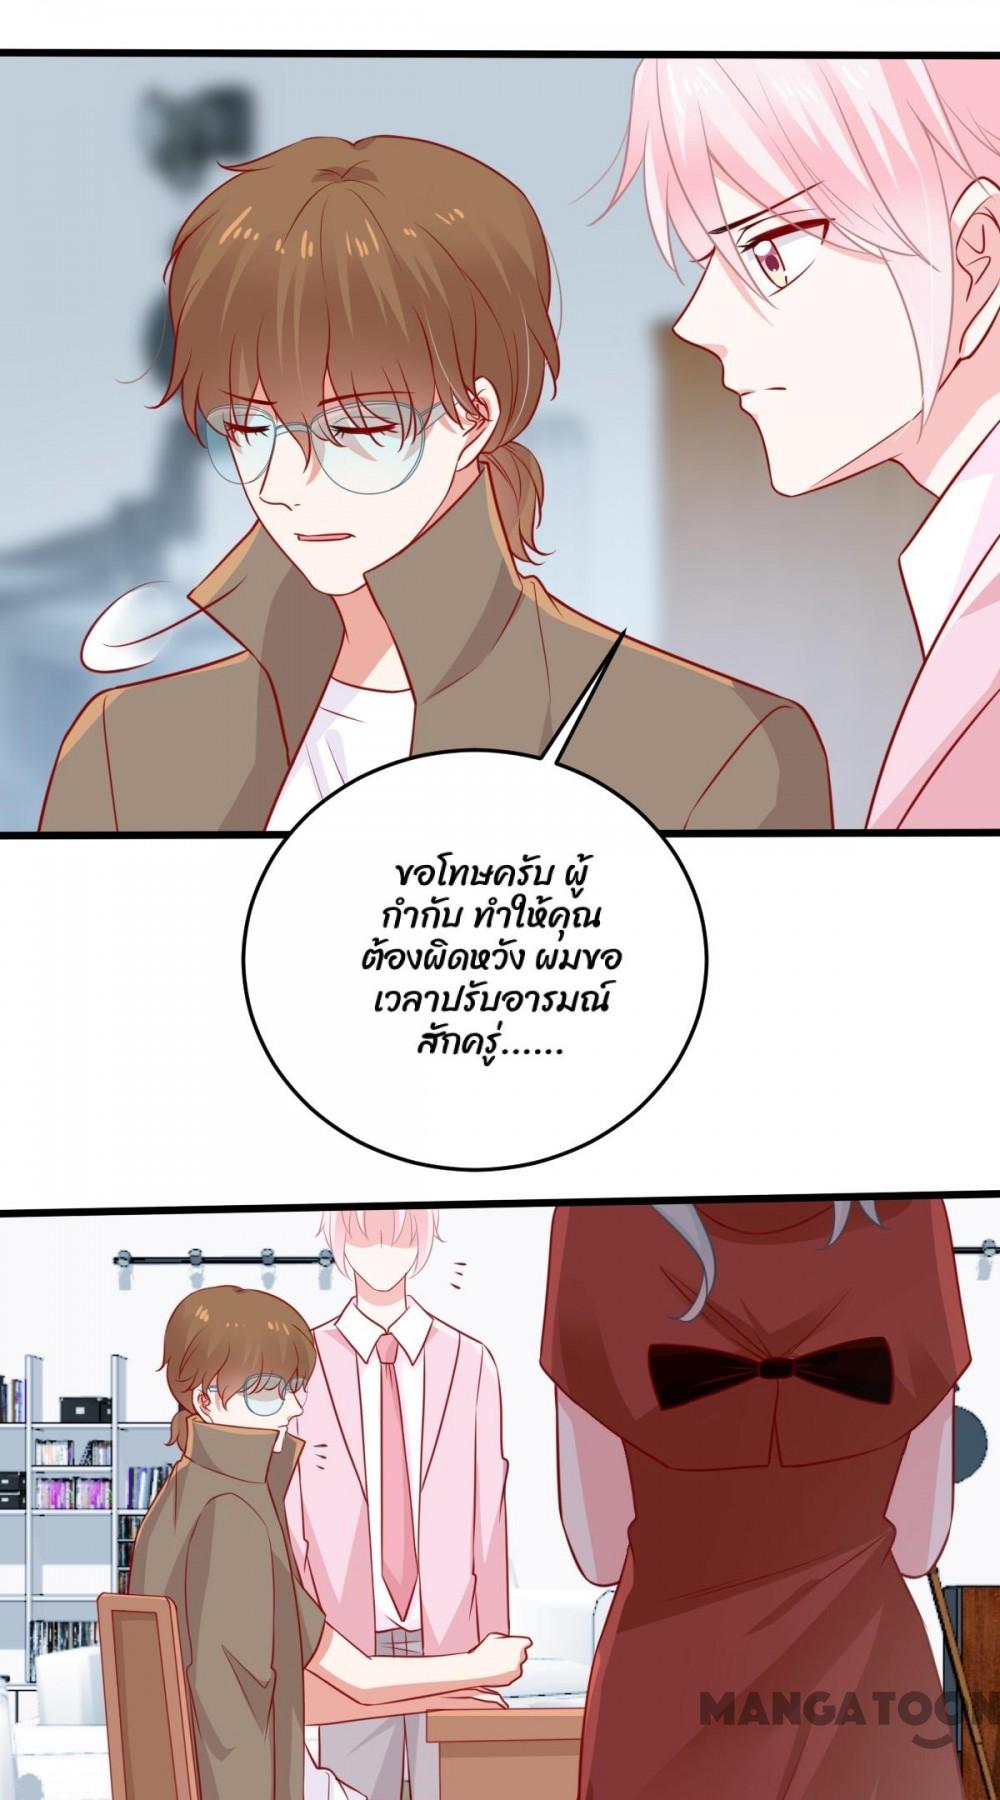 ขอโทษครับ ผู้
กำกับ ทำให้คุณ
ต้องผิดหวัง ผมขอ
เวลาปรับอารมณ์
สักครู่......
MANGATOON